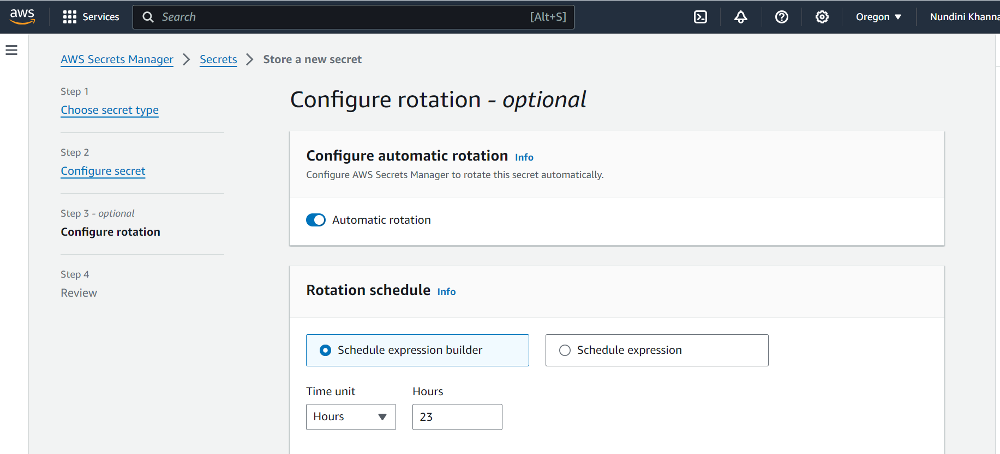 aws Services Search [Alt+S] Oregon Nundini Khanna
AWS Secrets Manager Secrets Store a new secret
Step 1
Choose secret type
Step 2
Configure secret
Step 3 - optional
Configure rotation
Step 4
Review
Configure rotation - optional
Configure automatic rotation Info
Configure AWS Secrets Manager to rotate this secret automatically.
Automatic rotation
Rotation schedule Info
Schedule expression builder Schedule expression
Time unit Hours
Hours 23